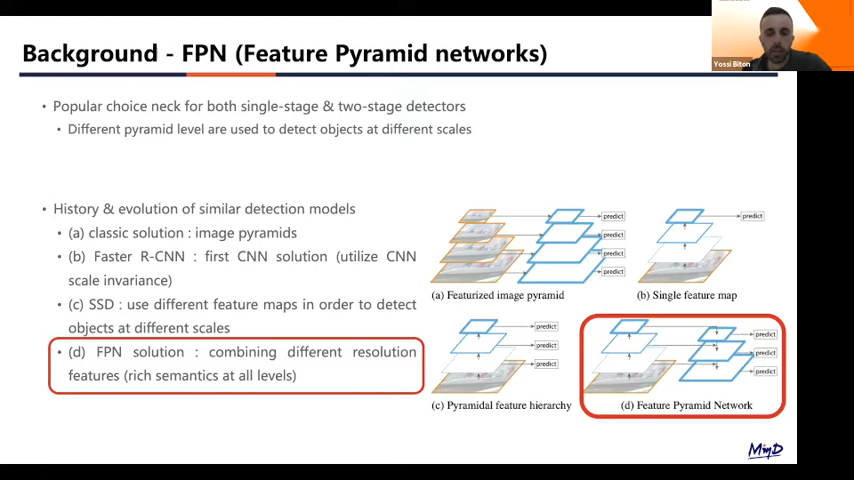 Background - FPN (Feature Pyramid networks)
Yossi Biton
• Popular choice neck for both single-stage & two-stage detectors
• Different pyramid level are used to detect objects at different scales
• History & evolution of similar detection models
• (a) classic solution : image pyramids
• (b) Faster R-CNN : first CNN solution (utilize CNN
scale invariance)
• (c) SSD : use different feature maps in order to detect
objects at different scales
• (d) FPN solution : combining different resolution
features (rich semantics at all levels)
predict
predict
predict
predict
(a) Featurized image pyramid
predict
(b) Single feature map
predict
predict
predict
(c) Pyramidal feature hierarchy
predict
predict
predict
(d) Feature Pyramid Network
MinD